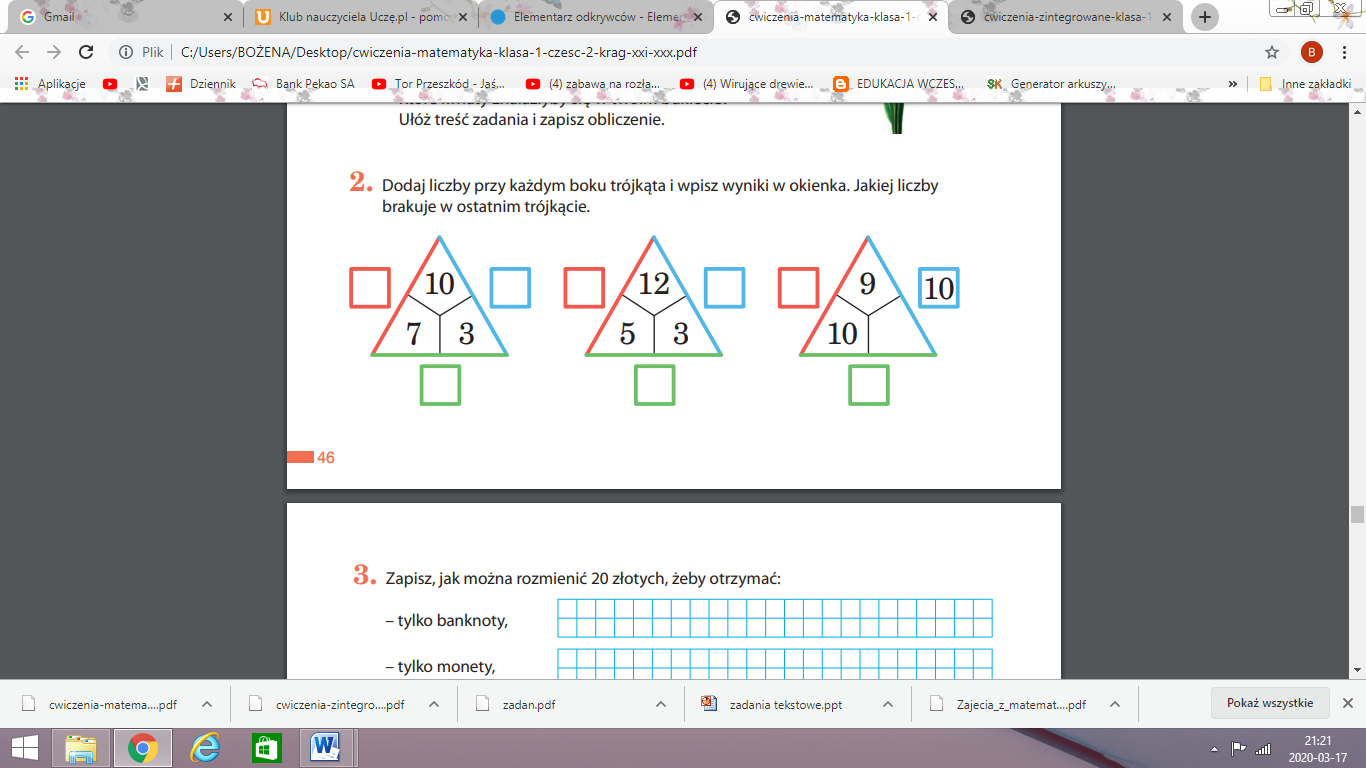 Gmail
Klub nauczyciela Uczę.pl - pomo
Elementarz odkrywców - Elemen
cwiczenia-matematyka-klasa-1-c
cwiczenia-zintegrowane-klasa-1
Plik
C:/Users/BOŻENA/Desktop/cwiczenia-matematyka-klasa-1-czesc-2-krag-xxi-xxx.pdf
B
Aplikacje
Dziennik
Bank Pekao SA
Tor Przeszkód - Jaś...
(4) zabawa na rozła...
(4) Wirujące drewie...
EDUKACJA WCZES...
SK Generator arkuszy...
»
Inne zakładki
Ułóż treść zadania i zapisz obliczenie.
2. Dodaj liczby przy każdym boku trójkąta i wpisz wyniki w okienka. Jakiej liczby
brakuje w ostatnim trójkącie.
10 12 9 10
7 3 5 3 10
46
3. Zapisz, jak można rozmienić 20 złotych, żeby otrzymać:
– tylko banknoty,
– tylko monety,
cwiczenia-matema....pdf
cwiczenia-zintegro....pdf
zadan.pdf
zadania tekstowe.ppt
Zajecia_z_matemat....pdf
Pokaż wszystkie
21:21
2020-03-17